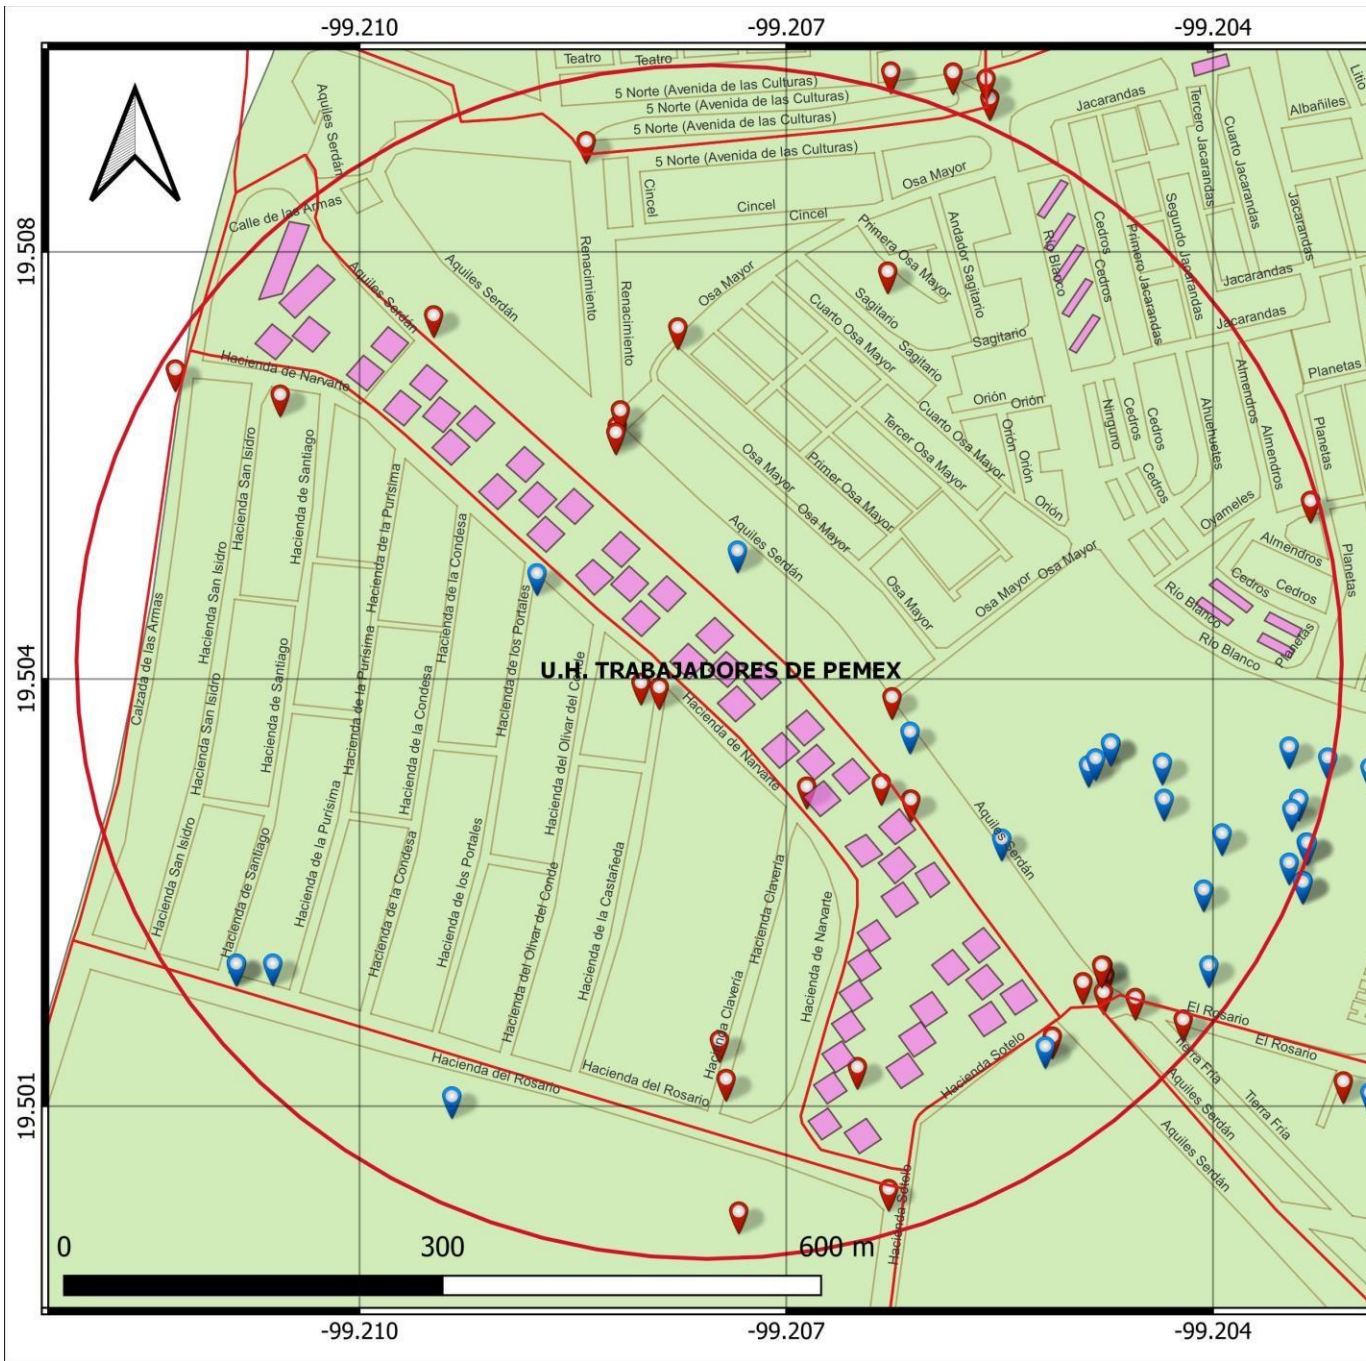 -99.210
-99.207
-99.204
Teatro
Teatro
5 Norte (Avenida de las Culturas)
5 Norte (Avenida de las Culturas)
5 Norte (Avenida de las Culturas)
5 Norte (Avenida de las Culturas)
Aquiles Serdán
Jacarandas
Tercero Jacarandas
Cuarto Jacarandas
Albañiles
Litio
Calle de las Armas
Cincel
Cincel
Cincel
Osa Mayor
Primera Osa Mayor
Andador Sagitario
Cedros
Cedros
Río Blanco
Primero Jacarandas
Segundo Jacarandas
Jacarandas
Jacarandas
Jacarandas
19.508
Aquiles Serdán
Aquiles Serdán
Renacimiento
Renacimiento
Osa Mayor
Sagitario
Sagitario
Sagitario
Cuarto Osa Mayor
Cuarto Osa Mayor
Tercer Osa Mayor
Primer Osa Mayor
Osa Mayor
Osa Mayor
Orión
Orión
Orión
Orión
Orión
Ninguno
Cedros
Cedros
Cedros
Ahuehuetes
Almendros
Almendros
Planetas
Planetas
Planetas
Oyameles
Almendros
Cedros
Cedros
Río Blanco
Río Blanco
Planetas
Hacienda de Narvarte
Hacienda San Isidro
Hacienda de Santiago
Hacienda de la Purísima
Hacienda de la Condesa
Aquiles Serdán
Osa Mayor
Osa Mayor
Osa Mayor
Calzada de las Armas
Hacienda San Isidro
Hacienda de Santiago
Hacienda de la Purísima
Hacienda de los Portales
Hacienda del Olivar del Conde
19.504
U.H. TRABAJADORES DE PEMEX
Hacienda San Isidro
Hacienda de la Condesa
Hacienda de Narvarte
Hacienda San Isidro
Hacienda de Santiago
Hacienda de la Purísima
Hacienda de la Condesa
Hacienda de los Portales
Hacienda del Olivar del Conde
Hacienda de la Castañeda
Hacienda Clavería
Hacienda Clavería
Hacienda de Narvarte
Aquiles Serdán
El Rosario
El Rosario
Hacienda Sotelo
Tierra Fría
Tierra Fría
Aquiles Serdán
Aquiles Serdán
Hacienda del Rosario
Hacienda del Rosario
19.501
Hacienda Sotelo
0
300
600 m
-99.210
-99.207
-99.204